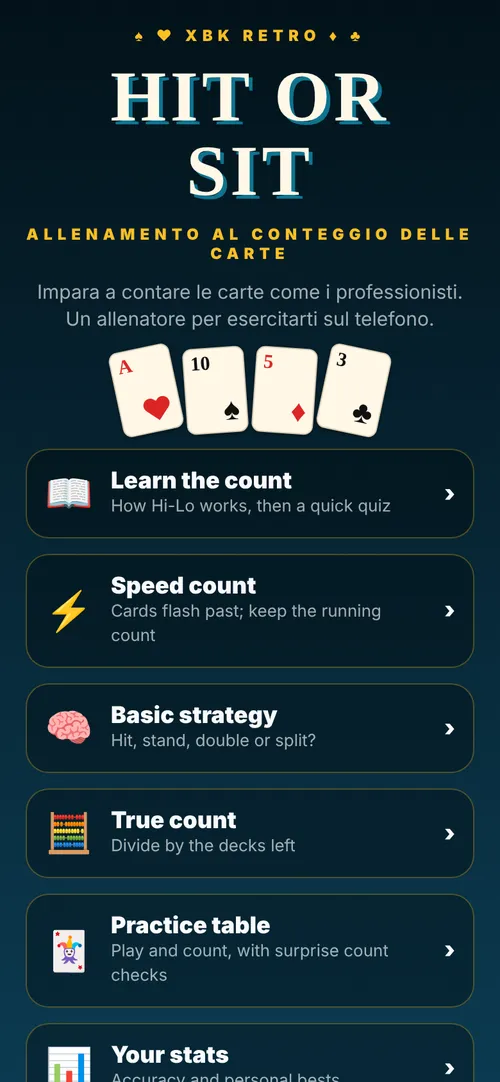 ♠ ♥ XBK RETRO ♦ ♣
HIT OR
SIT
ALLENAMENTO AL CONTEGGIO DELLE
CARTE
Impara a contare le carte come i professionisti.
Un allenatore per esercitarti sul telefono.
A 10 5 3
Learn the count
How Hi-Lo works, then a quick quiz
Speed count
Cards flash past; keep the running
count
Basic strategy
Hit, stand, double or split?
True count
Divide by the decks left
Practice table
Play and count, with surprise count
checks
Your stats
Accuracy and personal bests